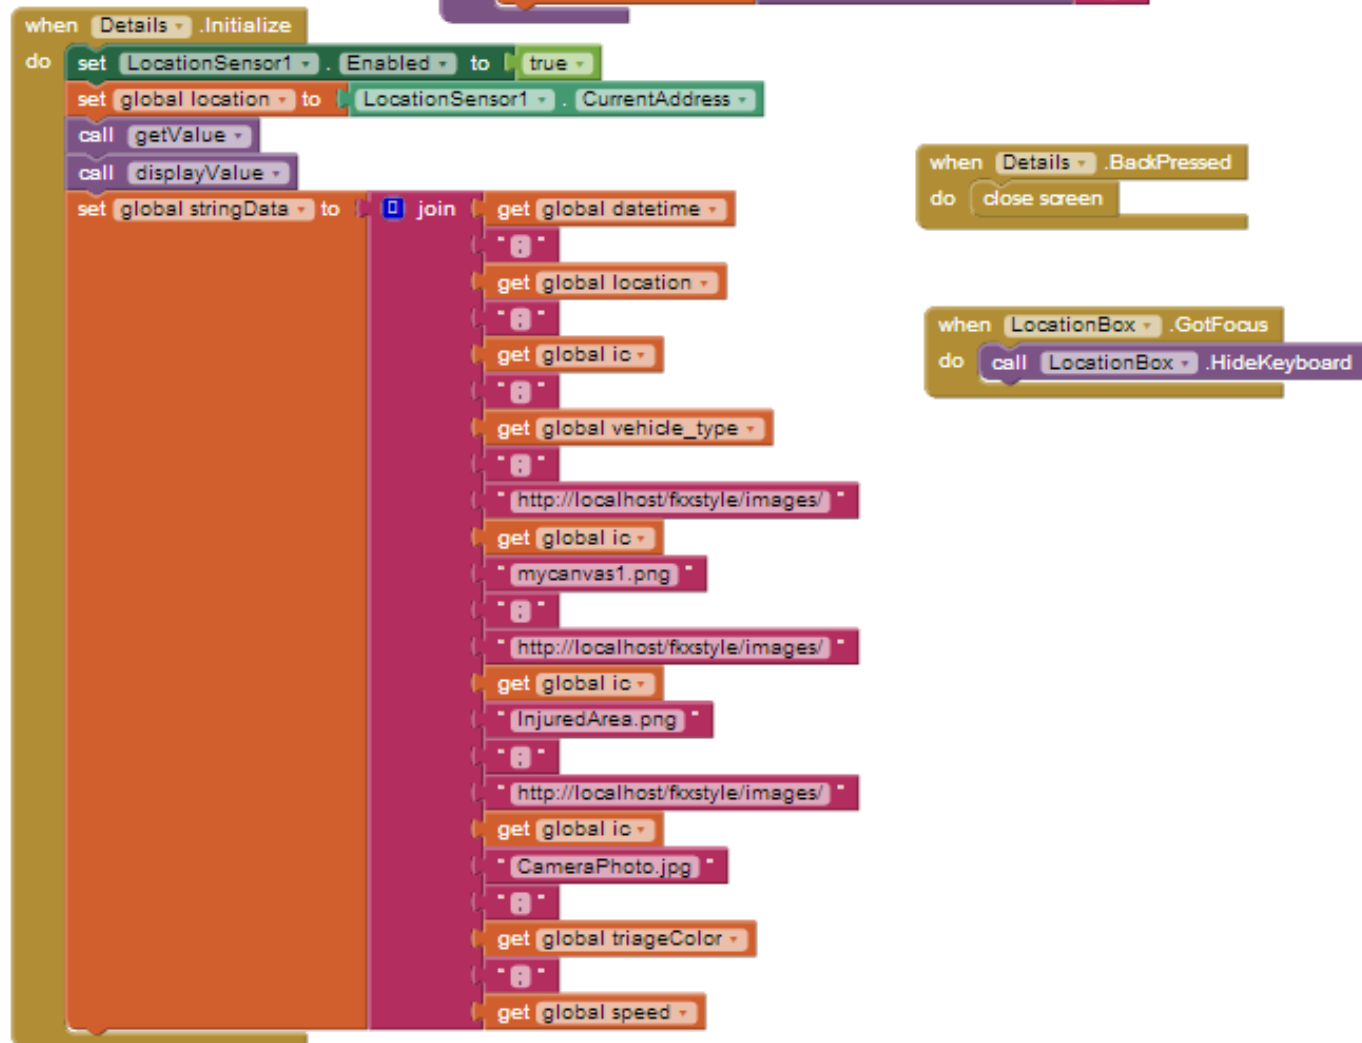 when Details .Initialize
do set LocationSensor1 . Enabled to true
set global location to LocationSensor1 . CurrentAddress
call getValue
call displayValue
set global stringData to join get global datetime
" ; "
get global location
" ; "
get global ic
" ; "
get global vehicle_type
" ; "
" http://localhost/fkxstyle/images/ "
get global ic
" mycanvas1.png "
" ; "
" http://localhost/fkxstyle/images/ "
get global ic
" InjuredArea.png "
" ; "
" http://localhost/fkxstyle/images/ "
get global ic
" CameraPhoto.jpg "
" ; "
get global triageColor
" ; "
get global speed
when Details .BackPressed
do close screen
when LocationBox .GotFocus
do call LocationBox .HideKeyboard